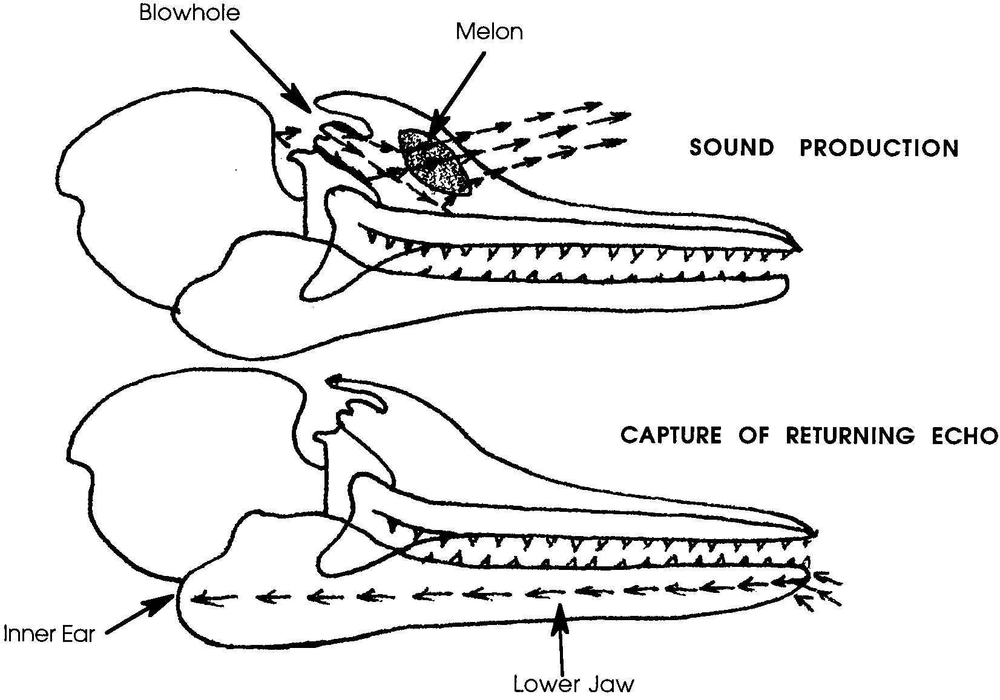 Blowhole
Melon
SOUND PRODUCTION
CAPTURE OF RETURNING ECHO
Inner Ear
Lower Jaw